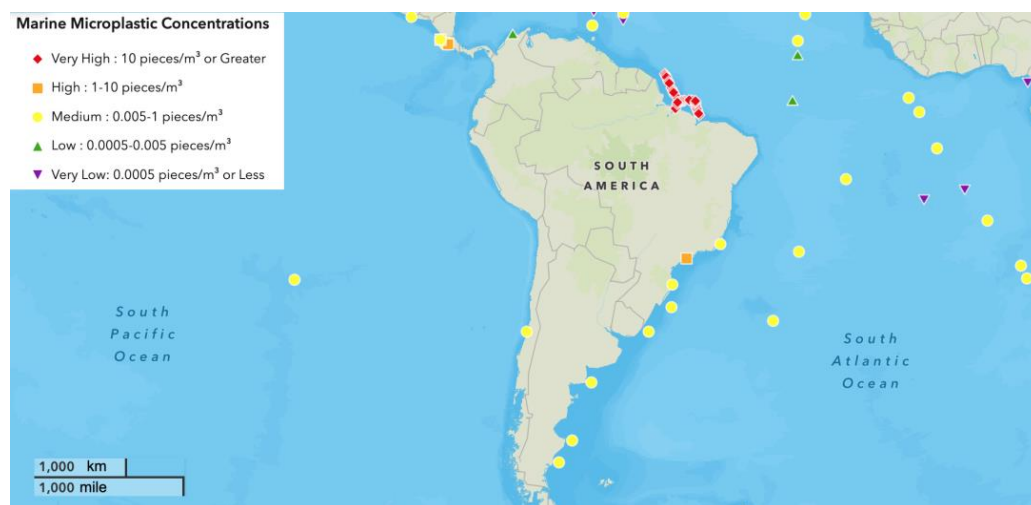 Marine Microplastic Concentrations
Very High : 10 pieces/m³ or Greater
High : 1-10 pieces/m³
Medium : 0.005-1 pieces/m³
Low : 0.0005-0.005 pieces/m³
Very Low: 0.0005 pieces/m³ or Less
SOUTH
AMERICA
South
Pacific
Ocean
South
Atlantic
Ocean
1,000 km
1,000 mile